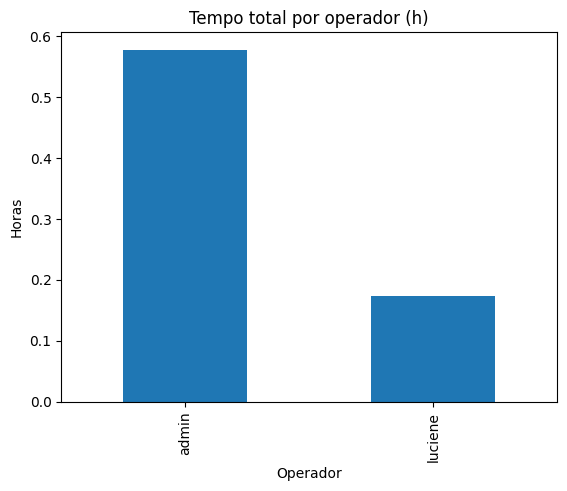 Tempo total por operador (h)
0.6
0.5
0.4
0.3
0.2
0.1
0.0
Horas
admin
luciene
Operador